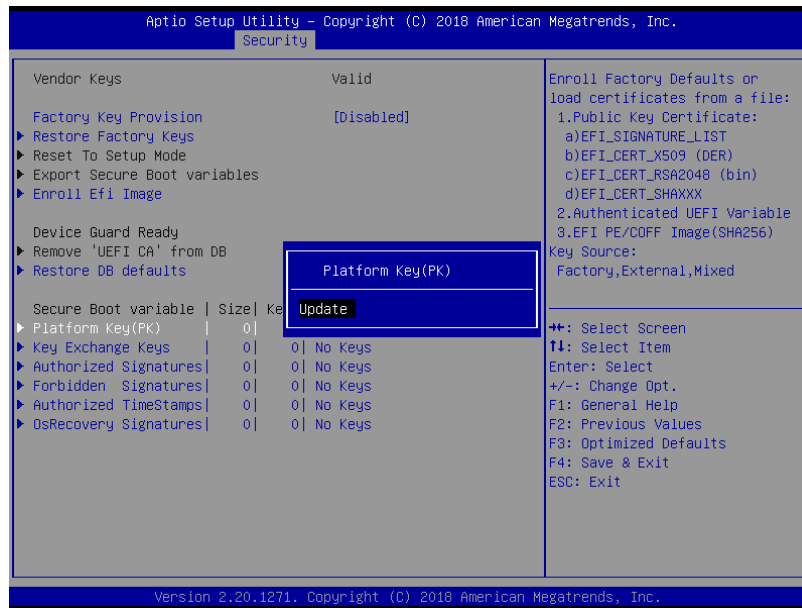 Aptio Setup Utility – Copyright (C) 2018 American Megatrends, Inc.
Security
Vendor Keys Valid
Factory Key Provision [Disabled]
Restore Factory Keys
Reset To Setup Mode
Export Secure Boot variables
Enroll Efi Image
Device Guard Ready
Remove 'UEFI CA' from DB
Restore DB defaults
Secure Boot variable | Size| Ke
Platform Key(PK) | 0|
Key Exchange Keys | 0| 0| No Keys
Authorized Signatures| 0| 0| No Keys
Forbidden Signatures| 0| 0| No Keys
Authorized TimeStamps| 0| 0| No Keys
OsRecovery Signatures| 0| 0| No Keys
Platform Key(PK)
Update
Enroll Factory Defaults or
load certificates from a file:
1.Public Key Certificate:
a)EFI_SIGNATURE_LIST
b)EFI_CERT_X509 (DER)
c)EFI_CERT_RSA2048 (bin)
d)EFI_CERT_SHAXXX
2.Authenticated UEFI Variable
3.EFI PE/COFF Image(SHA256)
Key Source:
Factory,External,Mixed
→←: Select Screen
↑↓: Select Item
Enter: Select
+/-: Change Opt.
F1: General Help
F2: Previous Values
F3: Optimized Defaults
F4: Save & Exit
ESC: Exit
Version 2.20.1271. Copyright (C) 2018 American Megatrends, Inc.